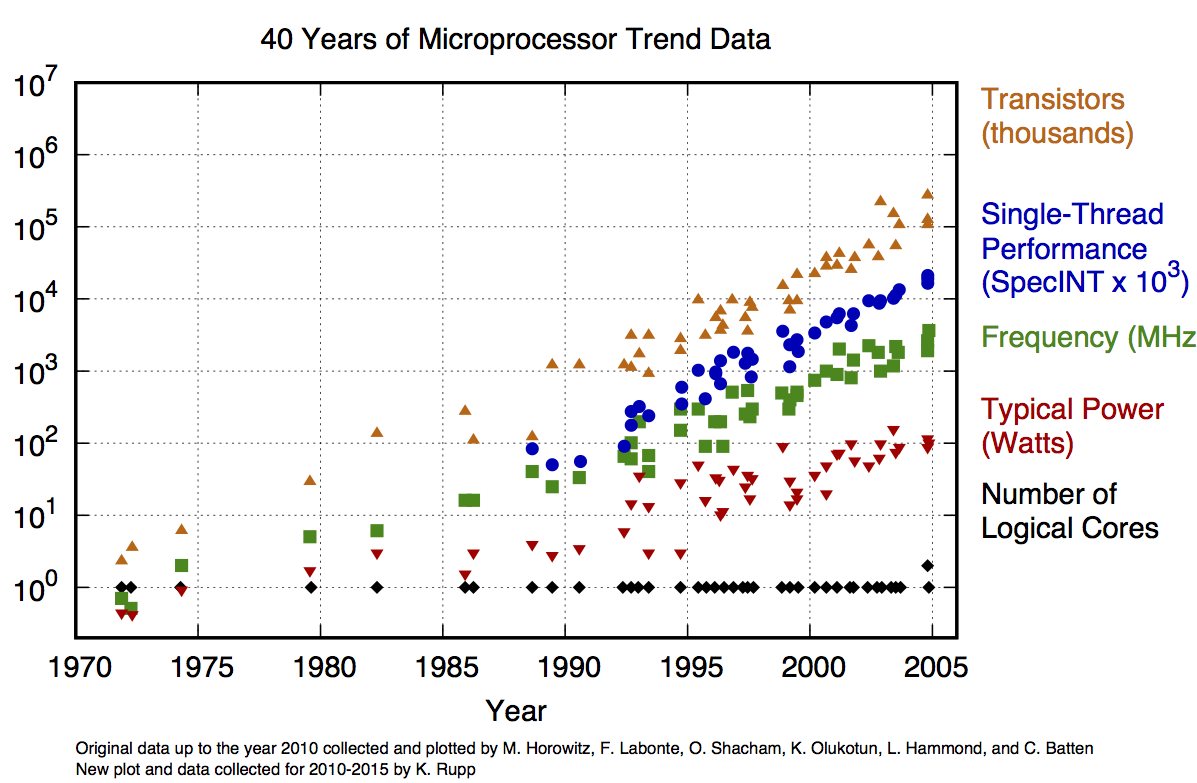 40 Years of Microprocessor Trend Data
10^7
10^6
10^5
10^4
10^3
10^2
10^1
10^0
1970 1975 1980 1985 1990 1995 2000 2005
Year
Transistors
(thousands)
Single-Thread
Performance
(SpecINT x 10^3)
Frequency (MHz
Typical Power
(Watts)
Number of
Logical Cores
Original data up to the year 2010 collected and plotted by M. Horowitz, F. Labonte, O. Shacham, K. Olukotun, L. Hammond, and C. Batten
New plot and data collected for 2010-2015 by K. Rupp